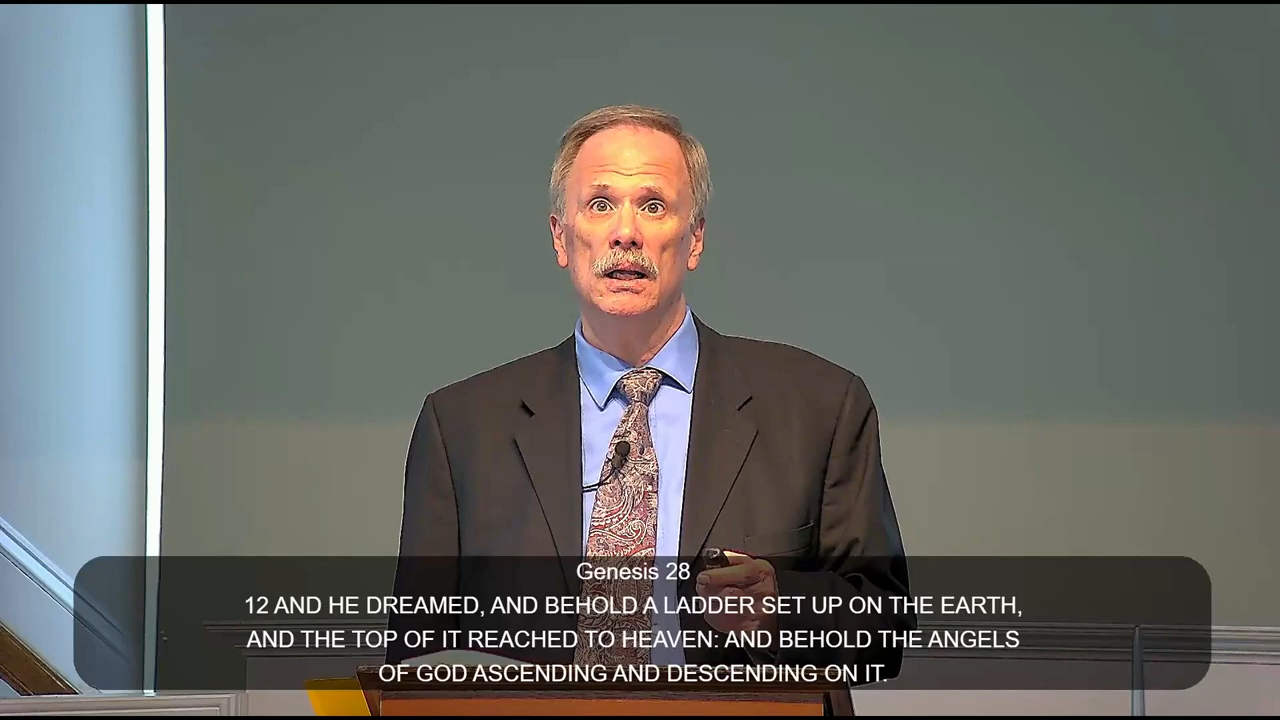 Genesis 28
12 AND HE DREAMED, AND BEHOLD A LADDER SET UP ON THE EARTH,
AND THE TOP OF IT REACHED TO HEAVEN: AND BEHOLD THE ANGELS
OF GOD ASCENDING AND DESCENDING ON IT.